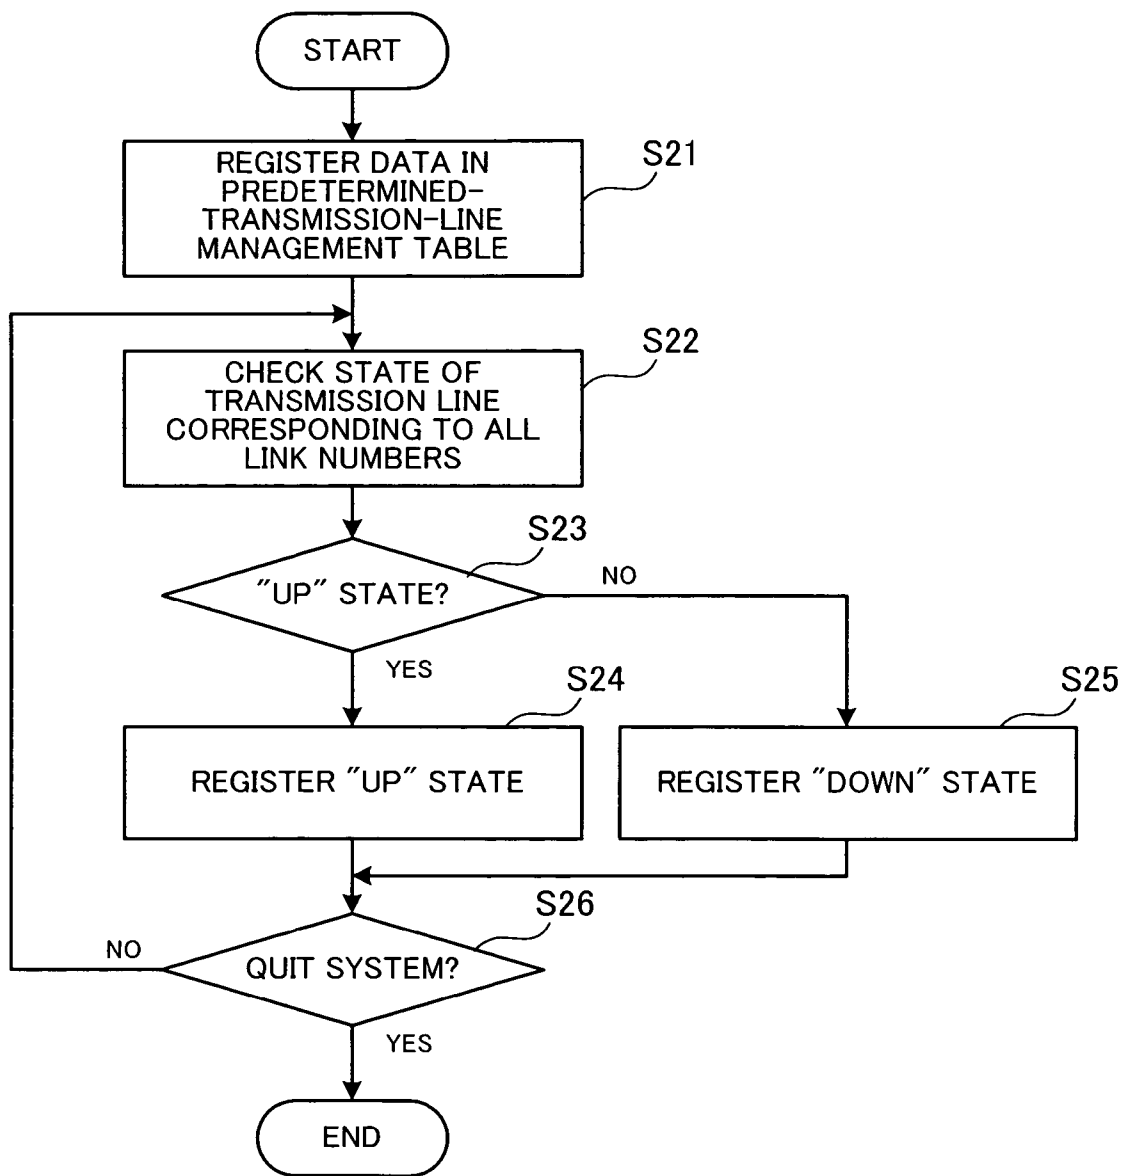 START
S21
REGISTER DATA IN
PREDETERMINED-
TRANSMISSION-LINE
MANAGEMENT TABLE
S22
CHECK STATE OF
TRANSMISSION LINE
CORRESPONDING TO ALL
LINK NUMBERS
S23
"UP" STATE?
NO
YES
S24
S25
REGISTER "UP" STATE
REGISTER "DOWN" STATE
S26
NO
QUIT SYSTEM?
YES
END